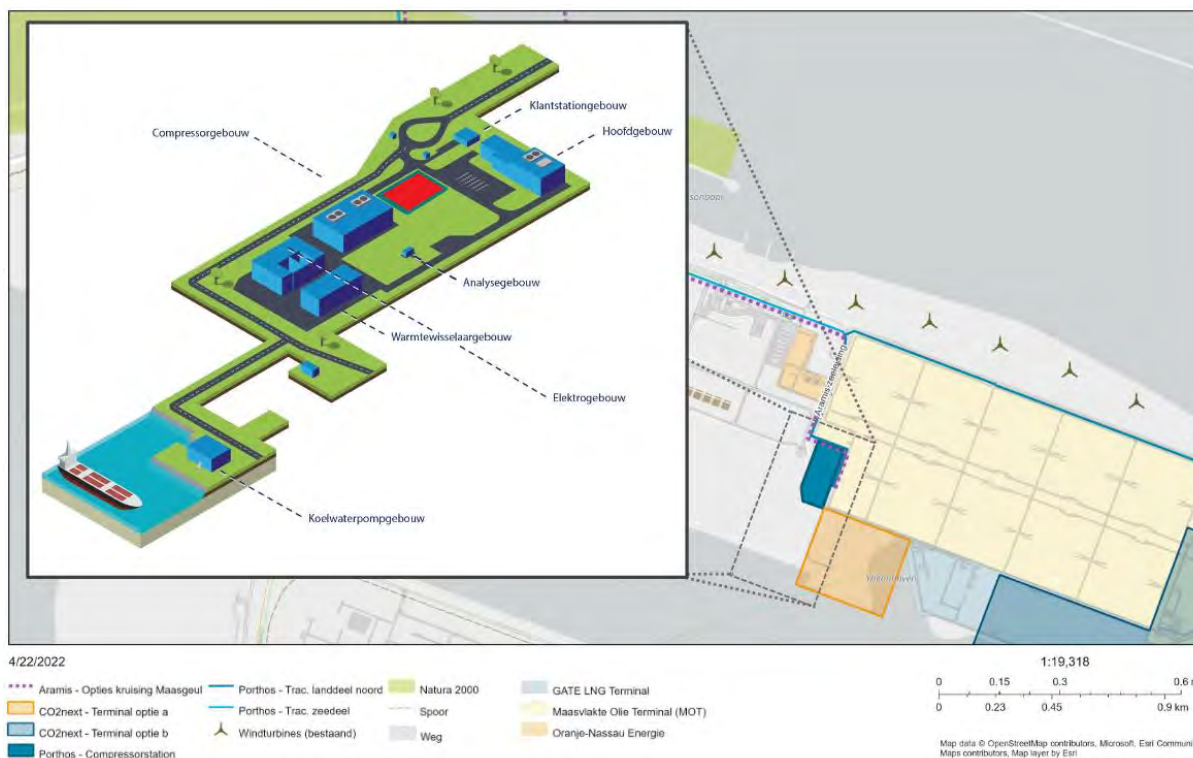 Klantstationgebouw
Hoofdgebouw
Compressorgebouw
Analysegebouw
Warmtewisselaargebouw
Elektrogebouw
Koelwaterpompgebouw
Aramis-zeeleiding
4/22/2022
1:19,318
Aramis - Opties kruising Maasgeul
CO2next - Terminal optie a
CO2next - Terminal optie b
Porthos - Compressorstation
Porthos - Trac. landdeel noord
Porthos - Trac. zeedeel
Windturbines (bestaand)
Natura 2000
Spoor
Weg
GATE LNG Terminal
Maasvlakte Olie Terminal (MOT)
Oranje-Nassau Energie
0 0.15 0.3 0.6
0 0.23 0.45 0.9 km
Map data © OpenStreetMap contributors, Microsoft, Esri Communi
Maps contributors, Map layer by Esri